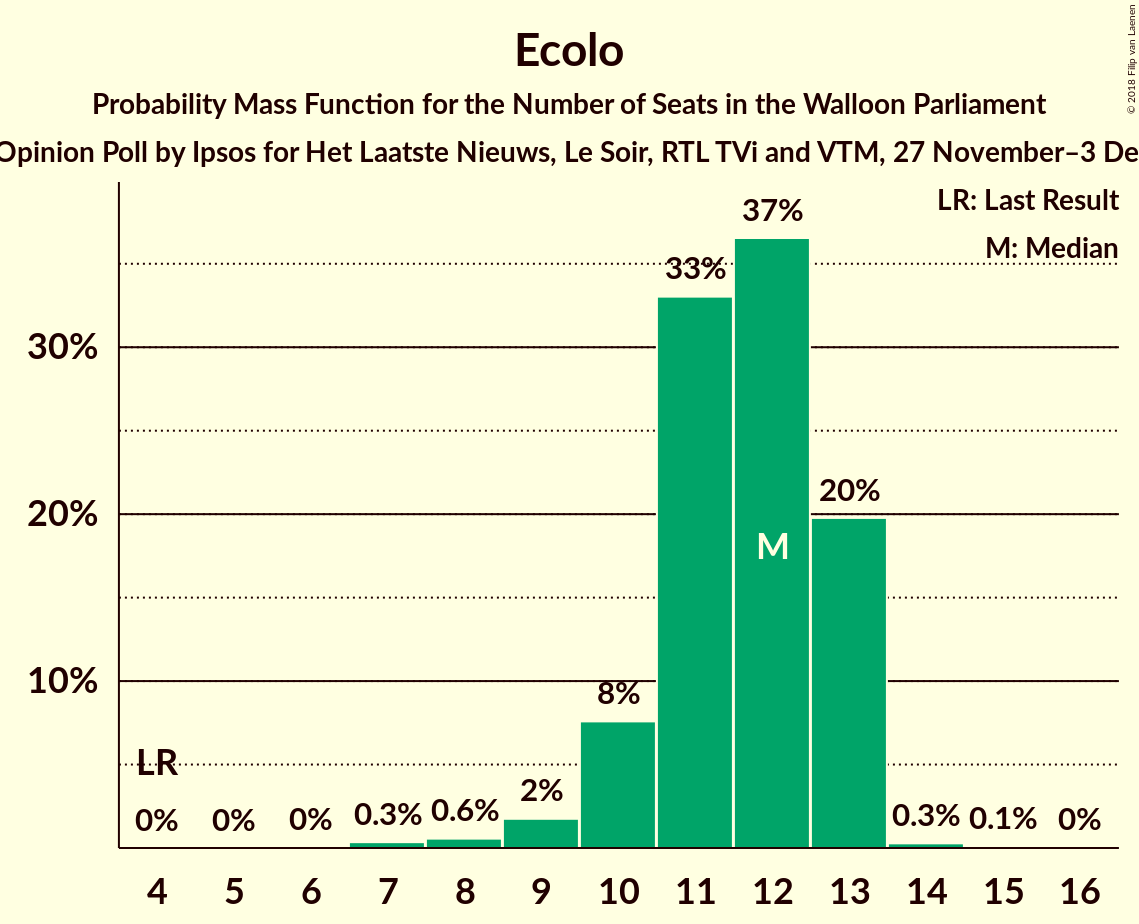 Ecolo
Probability Mass Function for the Number of Seats in the Walloon Parliament
Opinion Poll by Ipsos for Het Laatste Nieuws, Le Soir, RTL TVi and VTM, 27 November–3 De
© 2018 Filip van Laenen
LR: Last Result
M: Median
37%
33%
30%
20%
20%
M
10%
8%
LR
0% 0% 0% 0.3% 0.6% 2% 0.3% 0.1% 0%
4 5 6 7 8 9 10 11 12 13 14 15 16